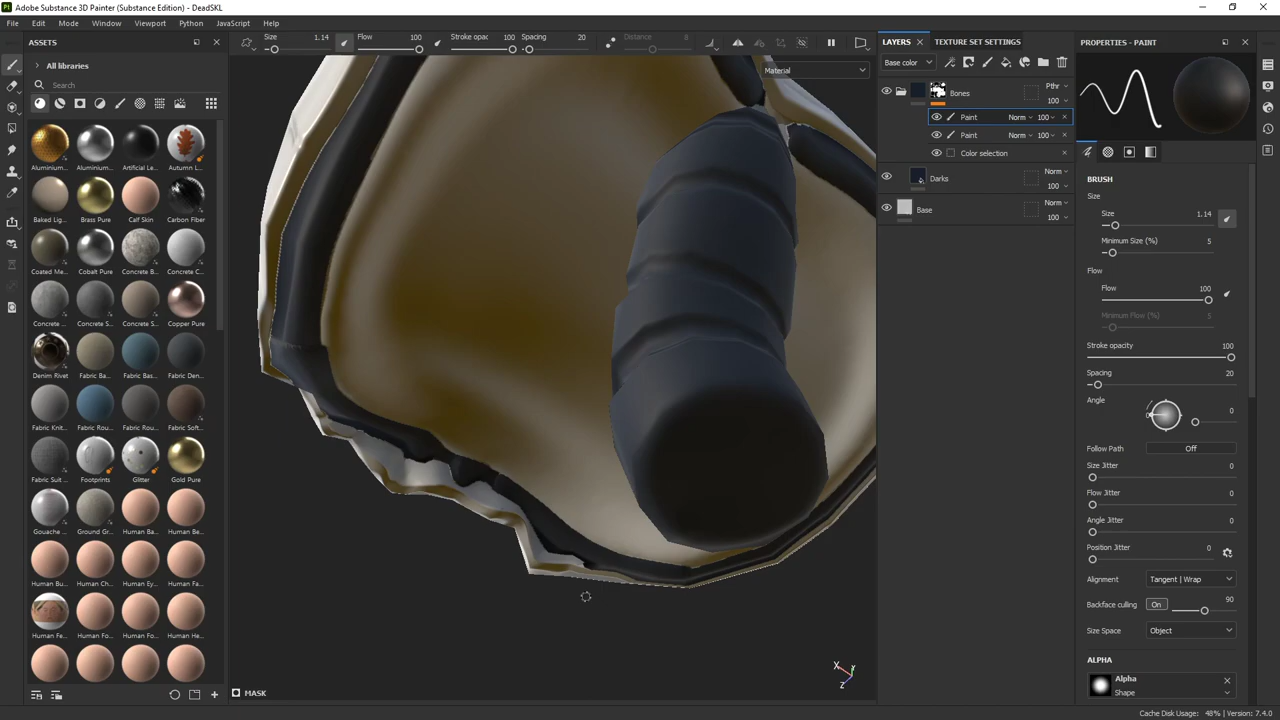 Adobe Substance 3D Painter (Substance Edition) - DeadSKL
File Edit Mode Window Viewport Python JavaScript Help
ASSETS
Size 1.14 Flow 100 Stroke opac 100 Spacing 20 Distance 8
All libraries
Search
Aluminium... Aluminium... Artificial Le... Autumn L...
Baked Lig... Brass Pure Calf Skin Carbon Fiber
Coated Me... Cobalt Pure Concrete B... Concrete C...
Concrete ... Concrete S... Concrete S... Copper Pure
Denim Rivet Fabric Ba... Fabric Bas... Fabric Den...
Fabric Knit... Fabric Rou... Fabric Rou... Fabric Soft...
Fabric Suit ... Footprints Glitter Gold Pure
Gouache ... Ground Gr... Human Ba... Human Be...
Human Bu... Human Ch... Human Ey... Human Fa...
Human Fe... Human Fo... Human Fo... Human He...
Material
MASK
X Y Z
LAYERS TEXTURE SET SETTINGS
Base color
Bones Pthr 100
Paint Norm 100
Paint Norm 100
Color selection
Darks Norm 100
Base Norm 100
PROPERTIES - PAINT
BRUSH
Size
Size 1.14
Minimum Size (%) 5
Flow
Flow 100
Minimum Flow (%) 5
Stroke opacity 100
Spacing 20
Angle 0
Follow Path Off
Size Jitter 0
Flow Jitter 0
Angle Jitter 0
Position Jitter 0
Alignment Tangent | Wrap
Backface culling On 90
Size Space Object
ALPHA
Alpha
Shape
Cache Disk Usage: 48% | Version: 7.4.0